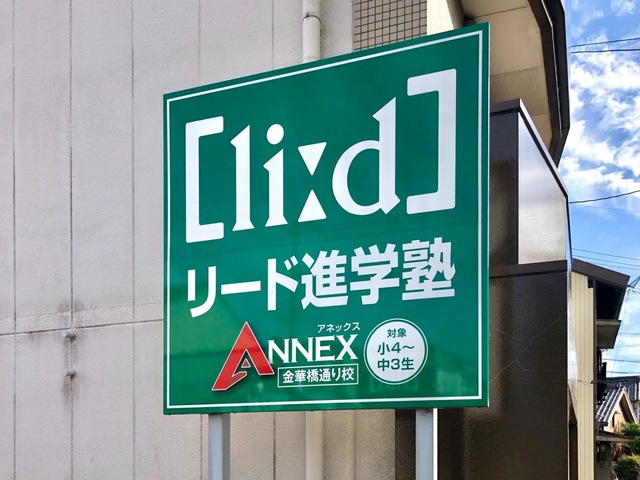 [li:d]
リード進学塾
アネックス
ANNEX
金華橋通り校
対象
小4～
中3生